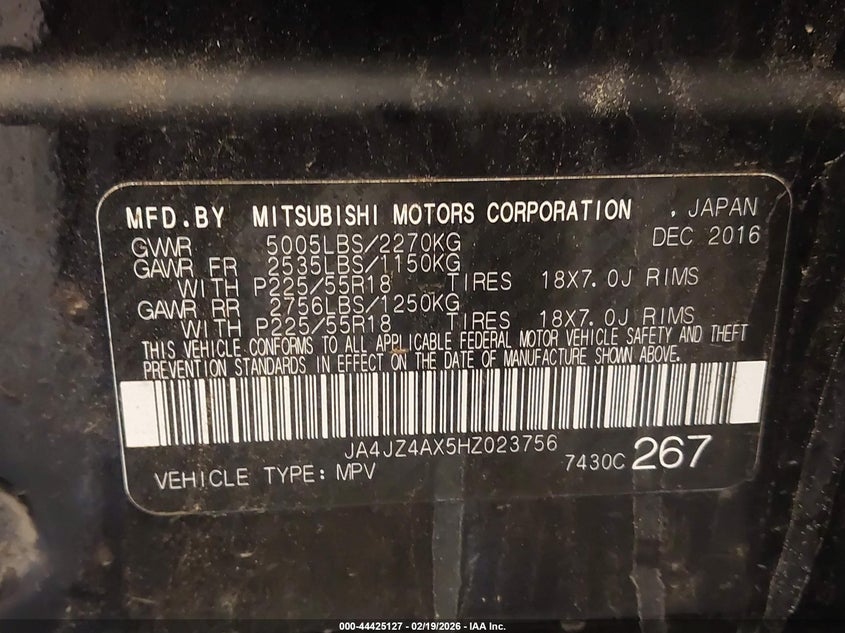 MFD.BY MITSUBISHI MOTORS CORPORATION . JAPAN
GVWR 5005LBS/2270KG DEC 2016
GAWR FR 2535LBS/1150KG
WITH P225/55R18 TIRES 18X7.0J RIMS
GAWR RR 2756LBS/1250KG
WITH P225/55R18 TIRES 18X7.0J RIMS
THIS VEHICLE CONFORMS TO ALL APPLICABLE FEDERAL MOTOR VEHICLE SAFETY AND THEFT
PREVENTION STANDARDS IN EFFECT ON THE DATE OF MANUFACTURE SHOWN ABOVE.
JA4JZ4AX5HZ023756
VEHICLE TYPE: MPV 7430C 267
000-44425127 - 02/19/2026 - IAA Inc.